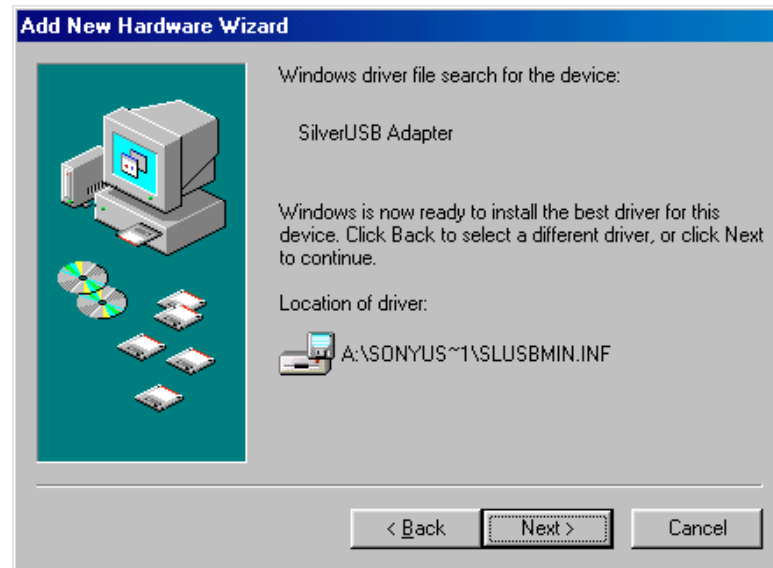 Add New Hardware Wizard
Windows driver file search for the device:
SilverUSB Adapter
Windows is now ready to install the best driver for this
device. Click Back to select a different driver, or click Next
to continue.
Location of driver:
A:\SONYUS~1\SLUSBMIN.INF
< Back
Next >
Cancel